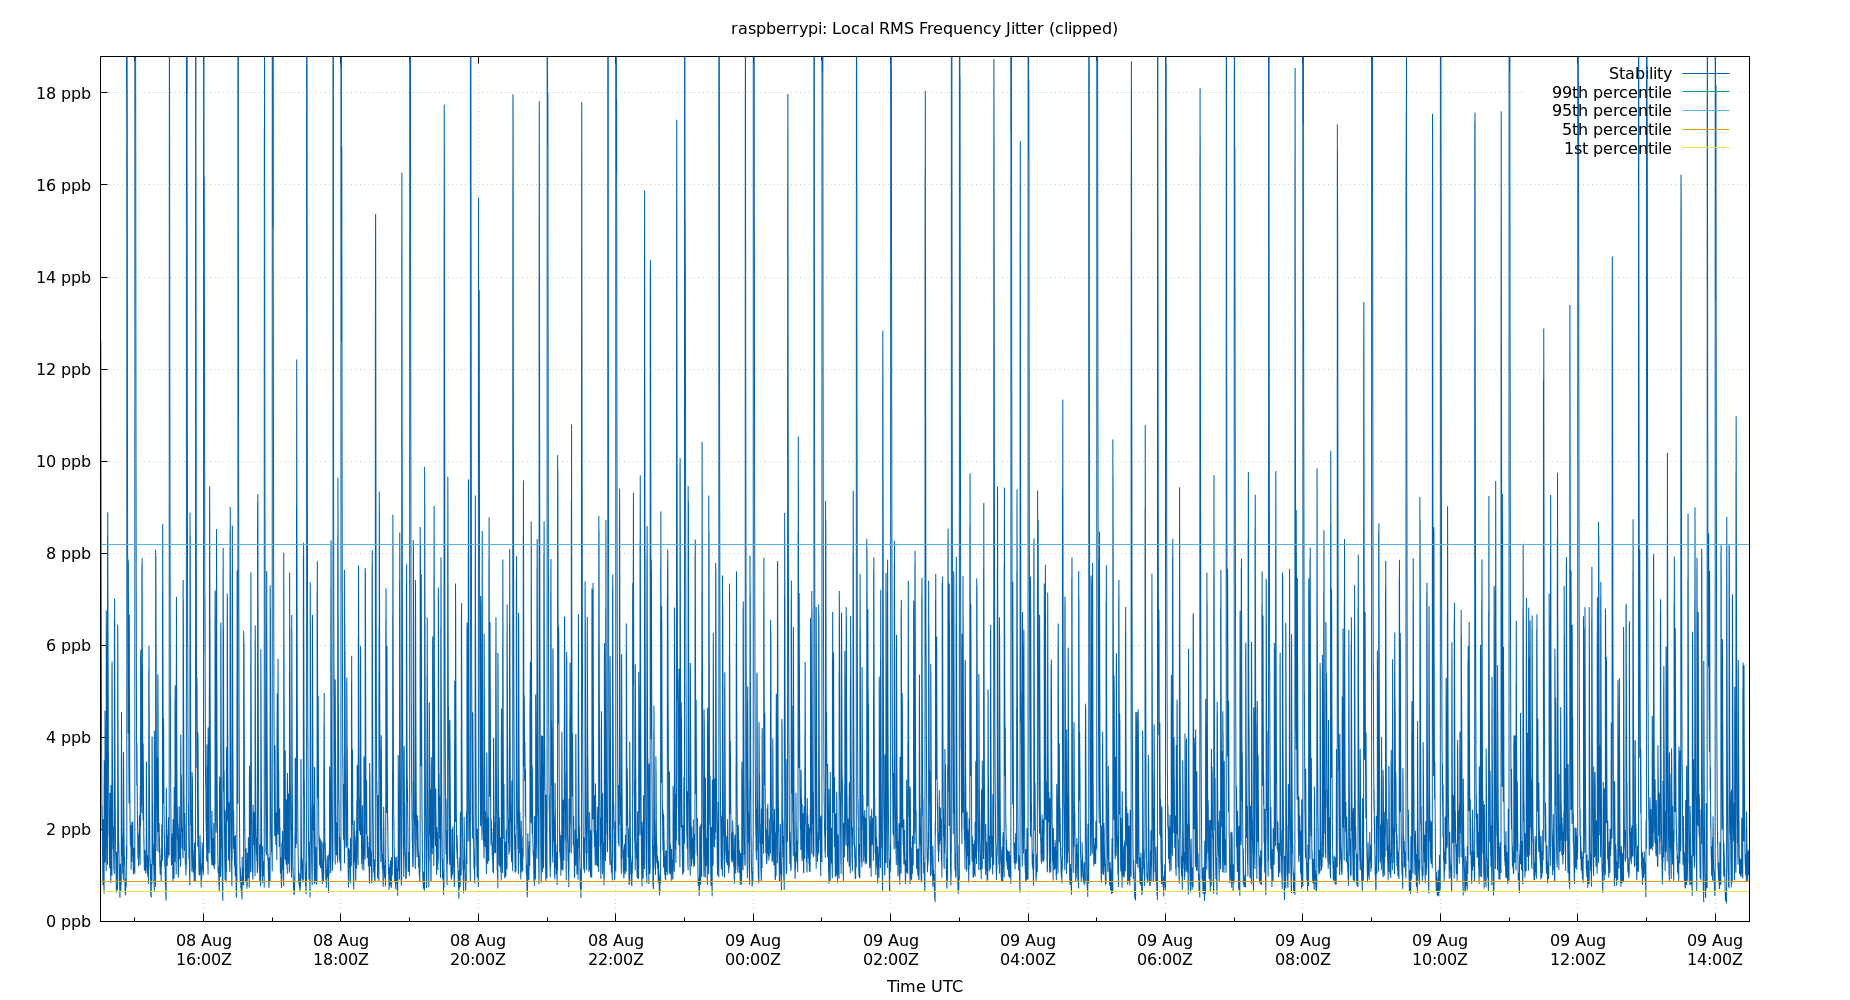 raspberrypi: Local RMS Frequency Jitter (clipped)
Stability
99th percentile
95th percentile
5th percentile
1st percentile
18 ppb
16 ppb
14 ppb
12 ppb
10 ppb
8 ppb
6 ppb
4 ppb
2 ppb
0 ppb
08 Aug 08 Aug 08 Aug 08 Aug 09 Aug 09 Aug 09 Aug 09 Aug 09 Aug 09 Aug 09 Aug 09 Aug
16:00Z 18:00Z 20:00Z 22:00Z 00:00Z 02:00Z 04:00Z 06:00Z 08:00Z 10:00Z 12:00Z 14:00Z
Time UTC